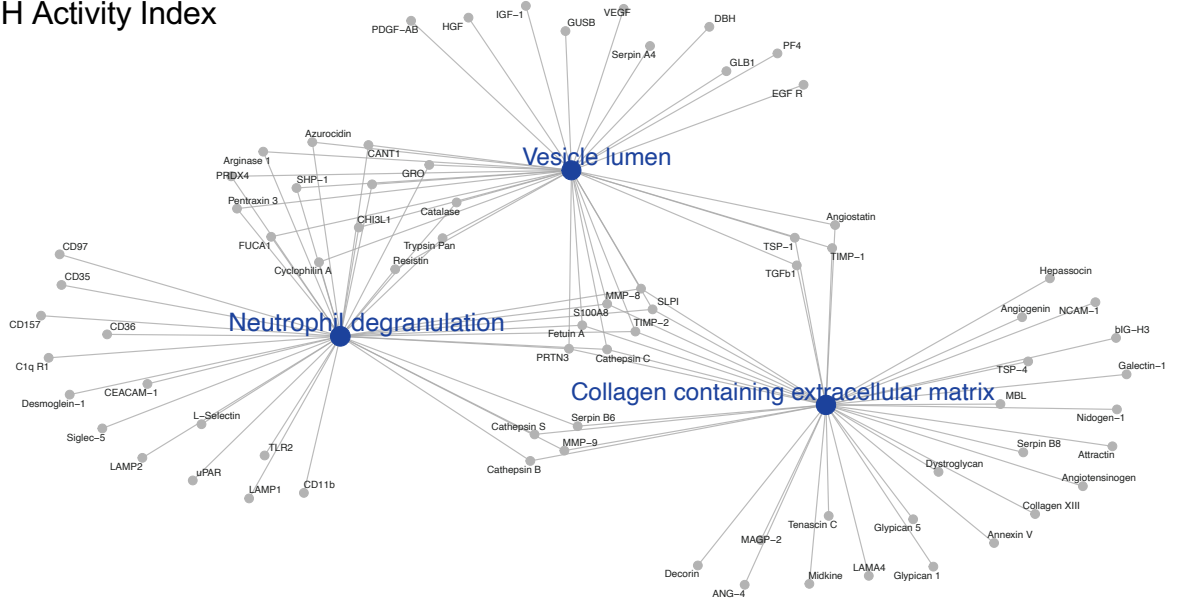 H Activity Index
IGF−1
VEGF
HGF
PDGF−AB
GUSB
DBH
Serpin A4
PF4
GLB1
EGF R
Azurocidin
CANT1
Arginase 1
PRDX4
SHP−1
GRO
Vesicle lumen
Pentraxin 3
Catalase
CHI3L1
Angiostatin
FUCA1
Trypsin Pan
TSP−1
TIMP−1
CD97
Cyclophilin A
Resistin
TGFb1
Hepassocin
CD35
MMP−8
SLPI
Angiogenin
NCAM−1
S100A8
CD157
CD36
Neutrophil degranulation
TIMP−2
Fetuin A
bIG−H3
C1q R1
PRTN3
Cathepsin C
TSP−4
Galectin−1
CEACAM−1
Collagen containing extracellular matrix
MBL
Desmoglein−1
L−Selectin
Serpin B6
Nidogen−1
Siglec−5
Cathepsin S
MMP−9
Serpin B8
TLR2
Attractin
LAMP2
uPAR
Cathepsin B
Dystroglycan
Angiotensinogen
LAMP1
CD11b
Collagen XIII
Tenascin C
Glypican 5
MAGP−2
Annexin V
Decorin
Midkine
LAMA4
Glypican 1
ANG−4